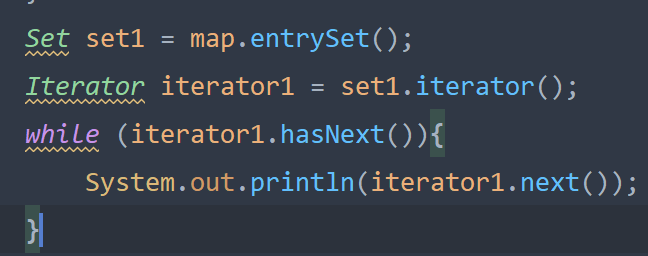 Set set1 = map.entrySet();
Iterator iterator1 = set1.iterator();
while (iterator1.hasNext()){
    System.out.println(iterator1.next());
}